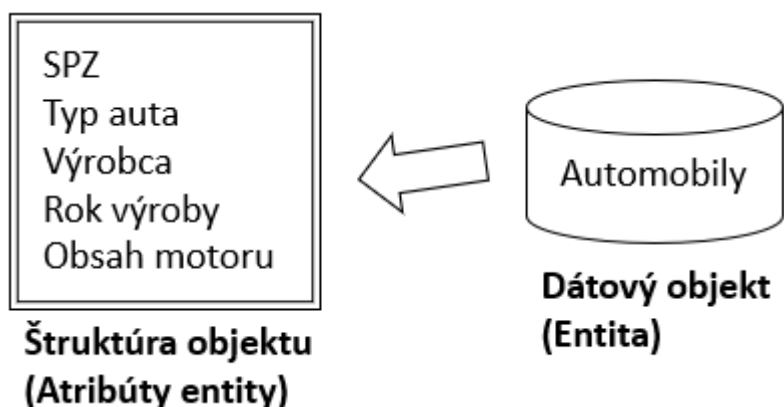 SPZ
Typ auta
Výrobca
Rok výroby
Obsah motoru
Štruktúra objektu
(Atribúty entity)
Automobily
Dátový objekt
(Entita)